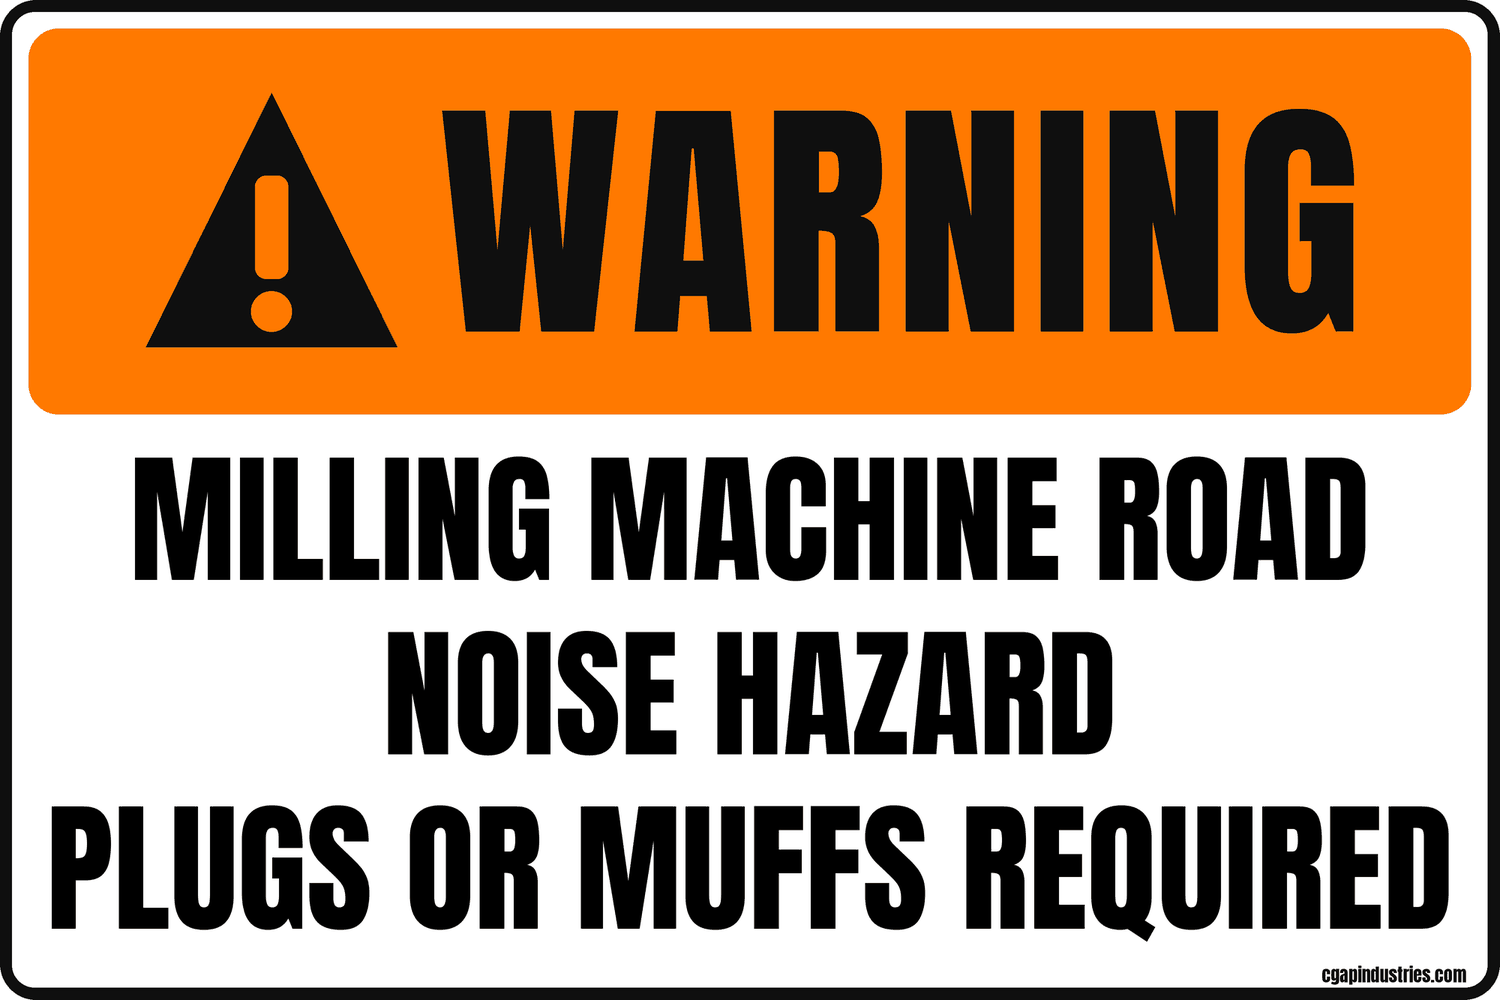 WARNING
MILLING MACHINE ROAD
NOISE HAZARD
PLUGS OR MUFFS REQUIRED
cgapindustries.com